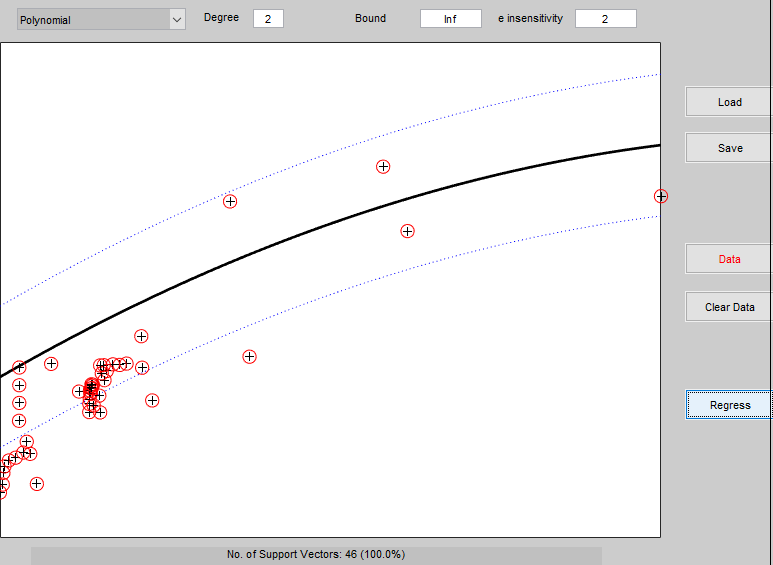 Polynomial Degree 2 Bound Inf e insensitivity 2
Load
Save
Data
Clear Data
Regress
No. of Support Vectors: 46 (100.0%)